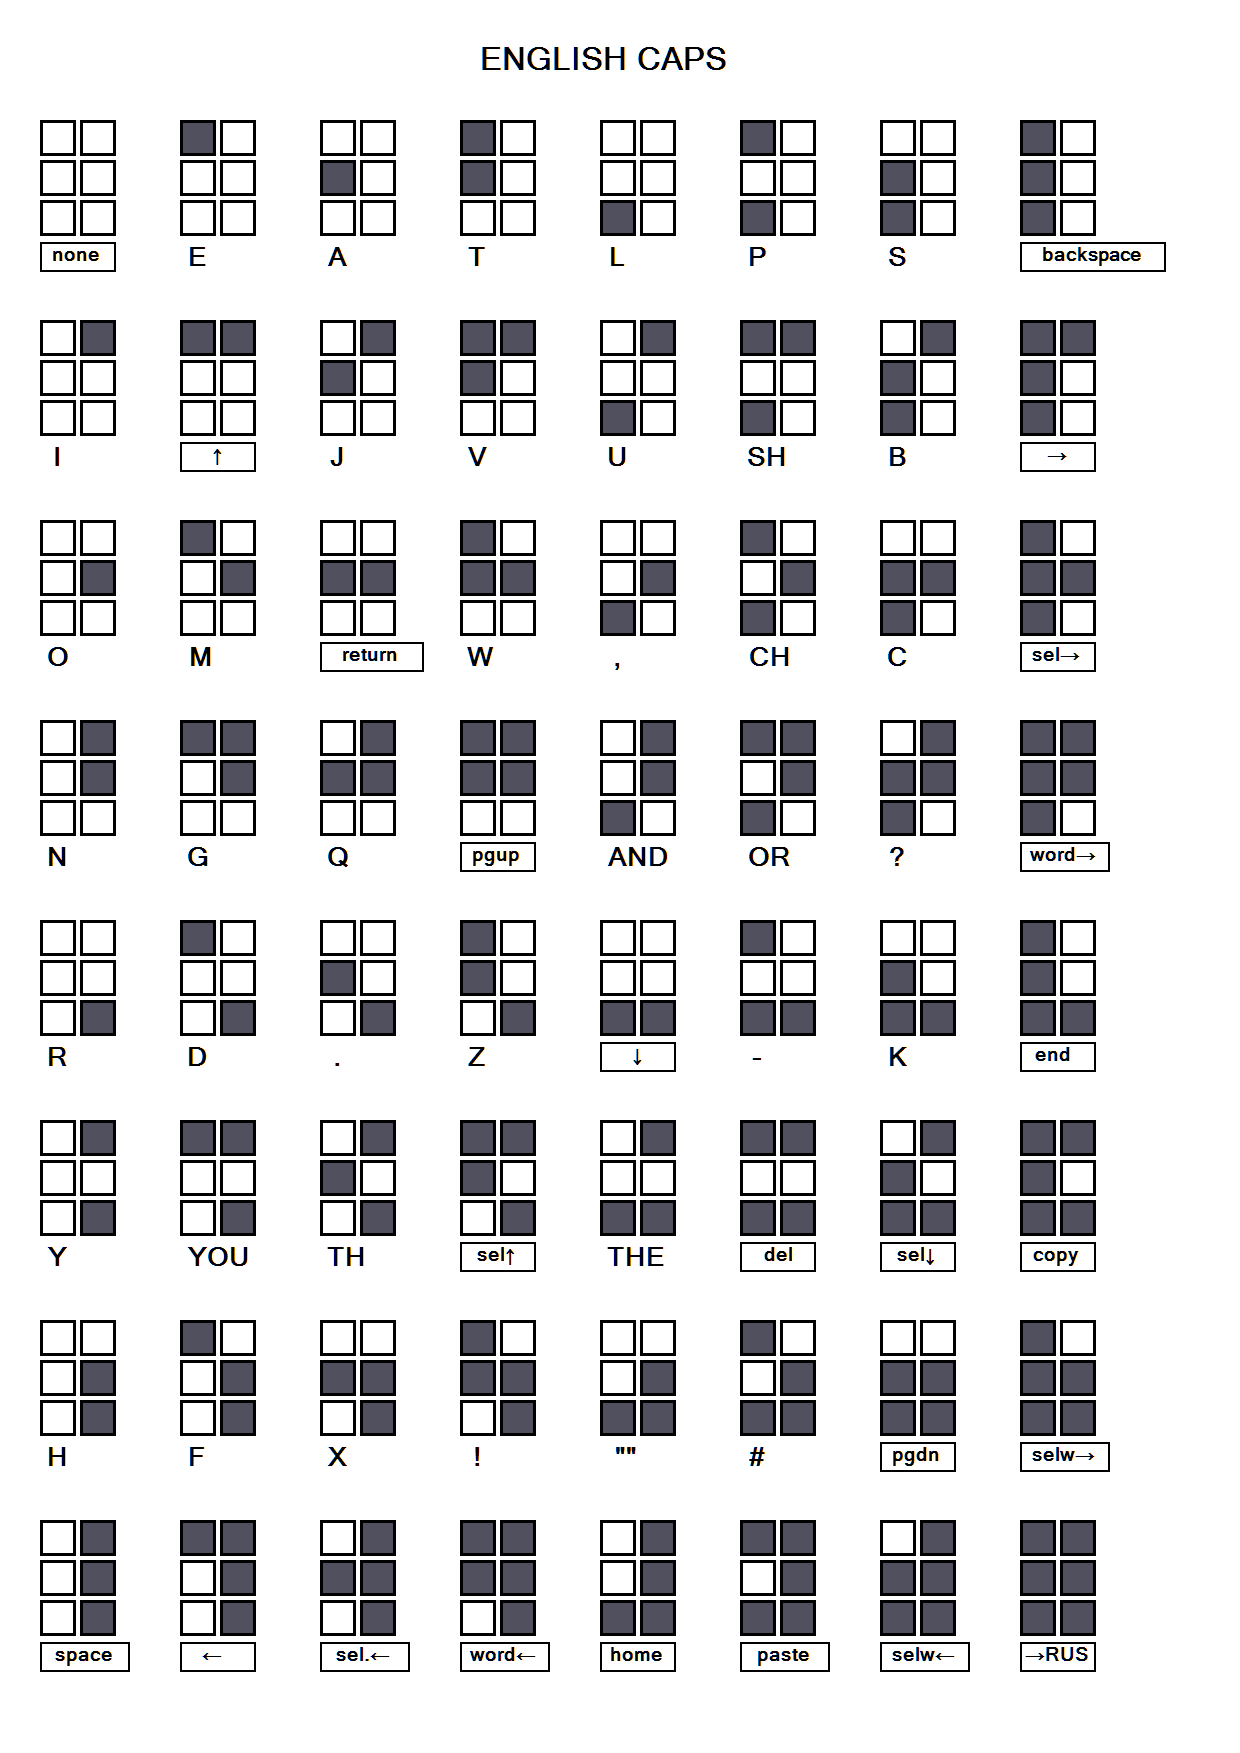 ENGLISH CAPS
none E A T L P S backspace
I ↑ J V U SH B →
O M return W , CH C sel→
N G Q pgup AND OR ? word→
R D . Z ↓ - K end
Y YOU TH sel↑ THE del sel↓ copy
H F X ! "" # pgdn selw→
space ← sel.← word← home paste selw← →RUS